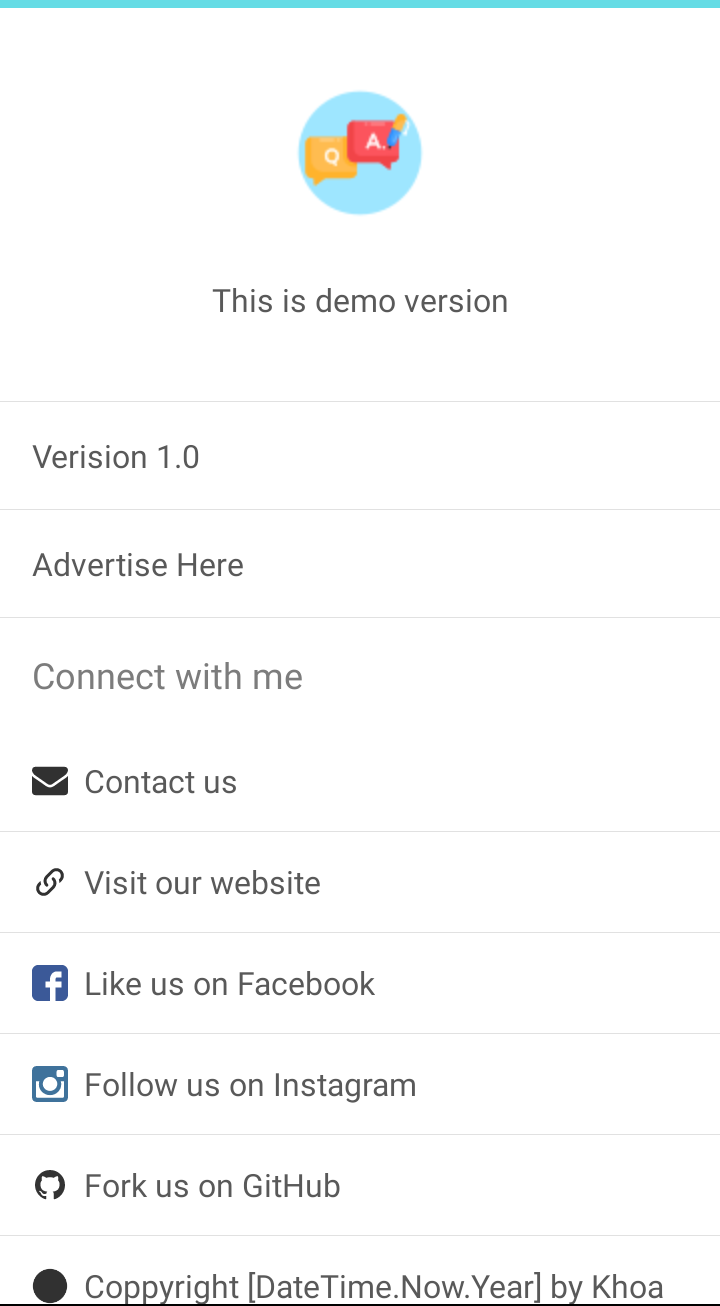 Q
A.
This is demo version
Verision 1.0
Advertise Here
Connect with me
Contact us
Visit our website
Like us on Facebook
Follow us on Instagram
Fork us on GitHub
Coppyright [DateTime.Now.Year] by Khoa